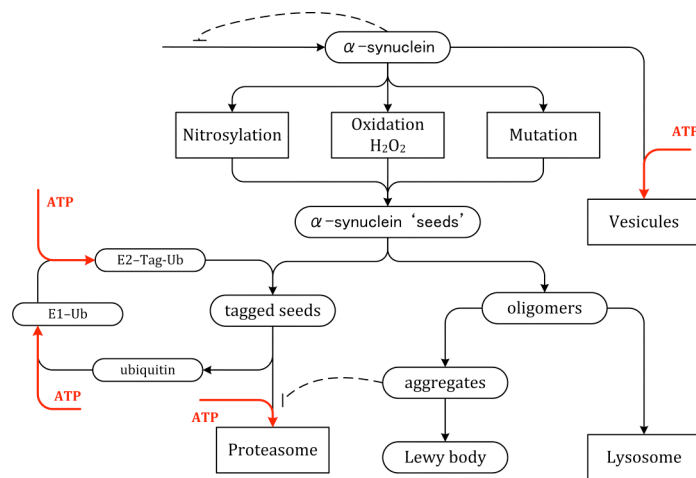 α-synuclein
Nitrosylation
Oxidation
H₂O₂
Mutation
ATP
ATP
α-synuclein ‘seeds’
Vesicules
E2–Tag-Ub
E1–Ub
tagged seeds
oligomers
ubiquitin
aggregates
ATP
ATP
Proteasome
Lewy body
Lysosome